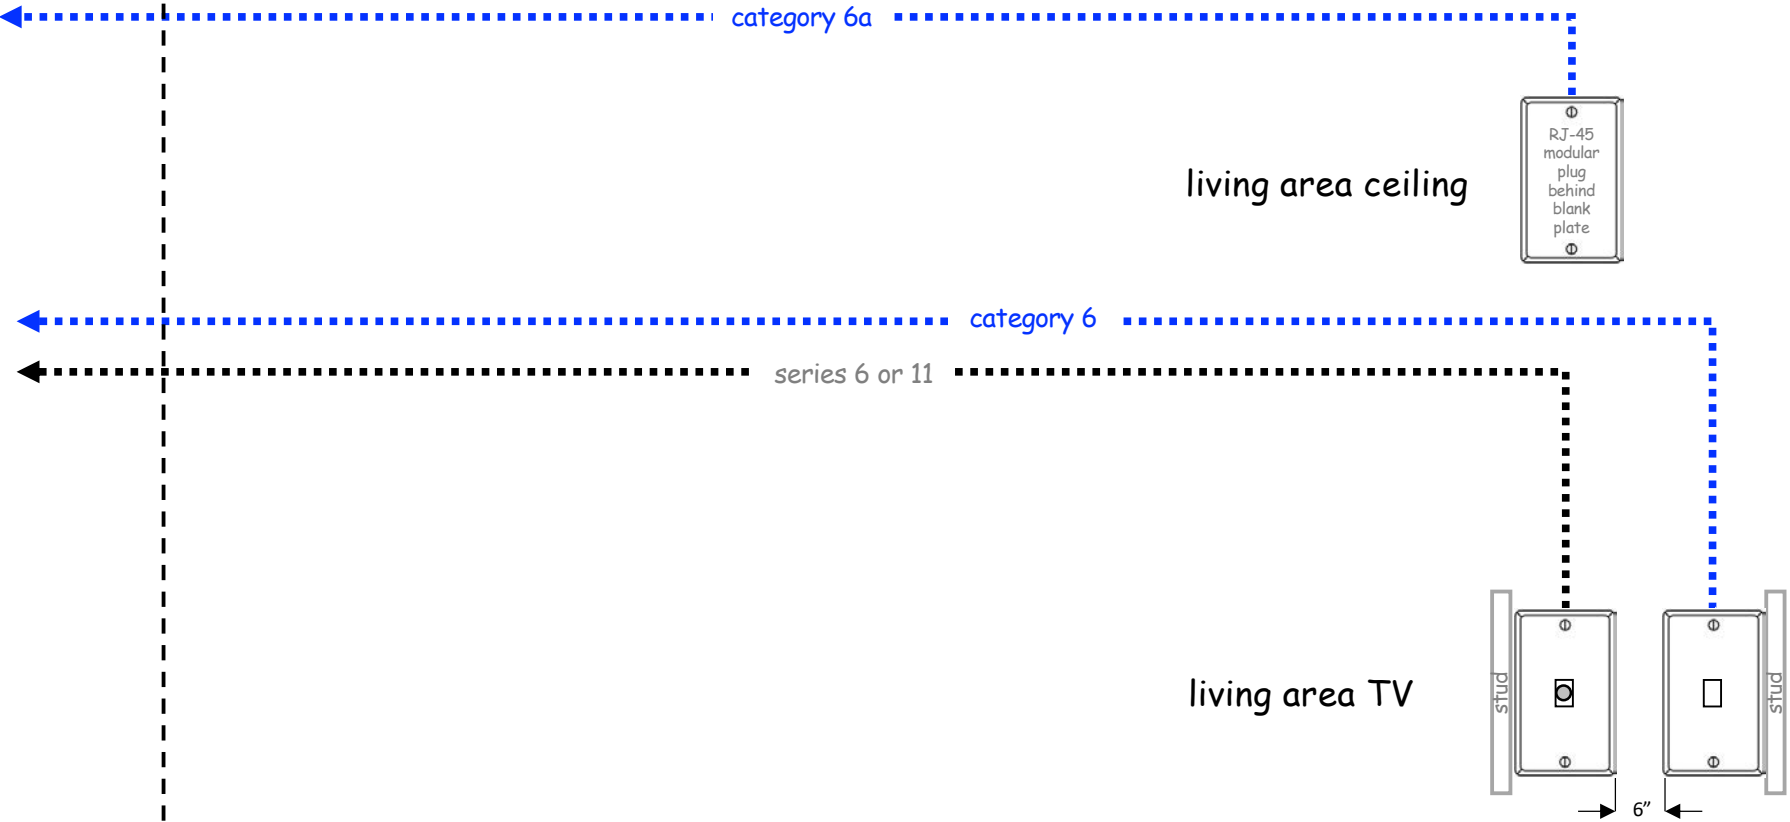 category 6a
RJ-45
modular
plug
behind
blank
plate
living area ceiling
category 6
series 6 or 11
living area TV
stud
stud
6”